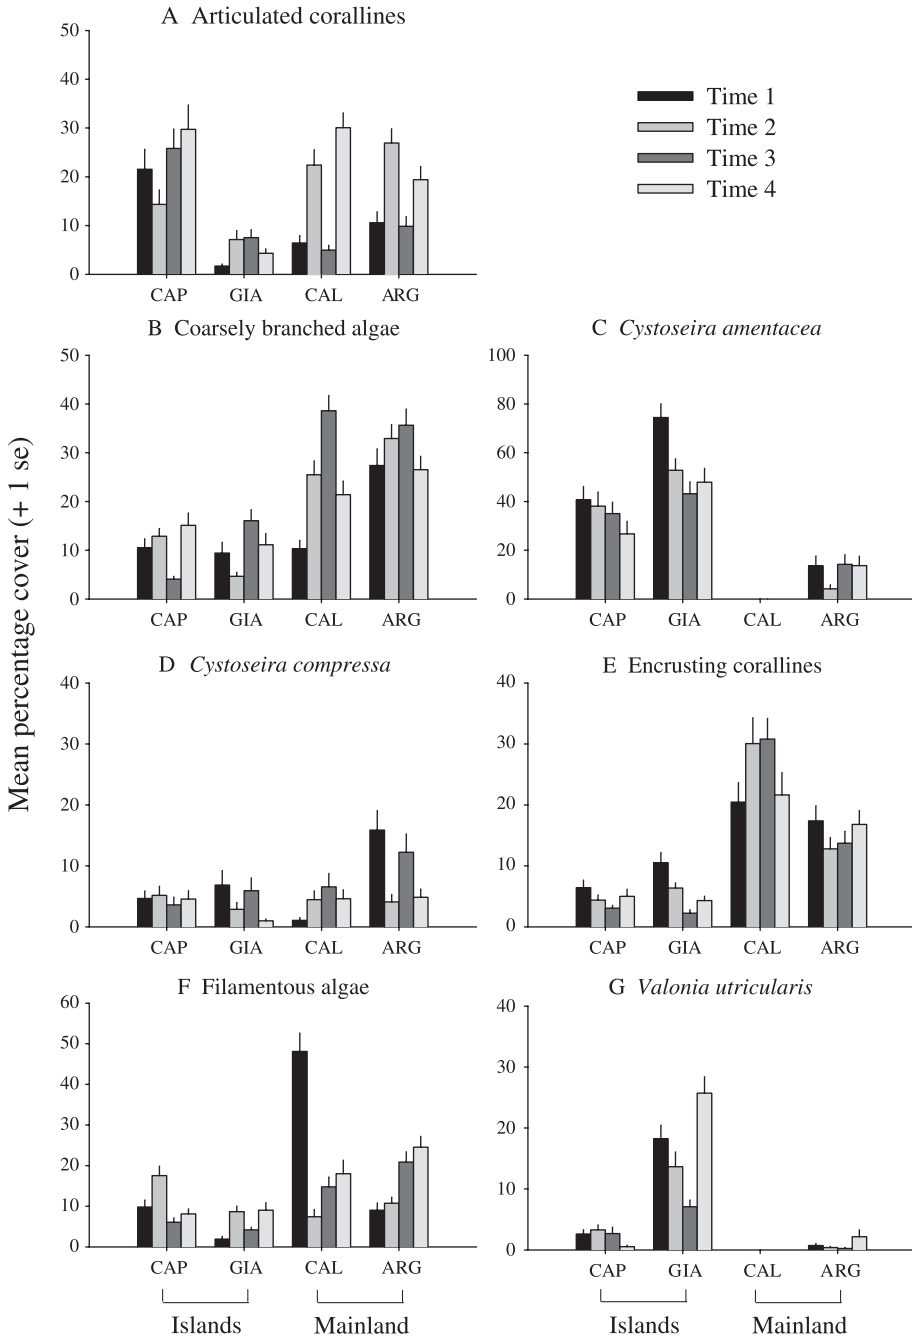 A Articulated corallines
50
40
30
20
10
0
CAP GIA CAL ARG
Time 1
Time 2
Time 3
Time 4
Mean percentage cover (+ 1 se)
B Coarsely branched algae
50
40
30
20
10
0
CAP GIA CAL ARG
C Cystoseira amentacea
100
80
60
40
20
0
CAP GIA CAL ARG
D Cystoseira compressa
40
30
20
10
0
CAP GIA CAL ARG
E Encrusting corallines
40
30
20
10
0
CAP GIA CAL ARG
F Filamentous algae
60
50
40
30
20
10
0
CAP GIA CAL ARG
Islands Mainland
G Valonia utricularis
40
30
20
10
0
CAP GIA CAL ARG
Islands Mainland